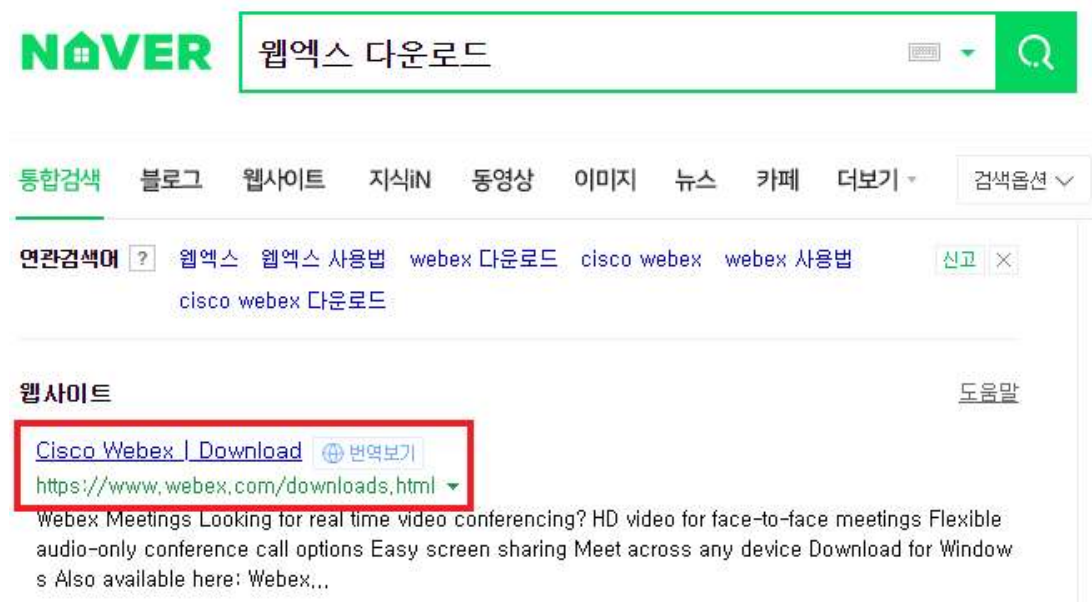 NAVER 웹엑스 다운로드
통합검색 블로그 웹사이트 지식iN 동영상 이미지 뉴스 카페 더보기 검색옵션
연관검색어 ? 웹엑스 웹엑스 사용법 webex 다운로드 cisco webex webex 사용법 신고
cisco webex 다운로드
웹사이트 도움말
Cisco Webex | Download 번역보기
https://www.webex.com/downloads.html
Webex Meetings Looking for real time video conferencing? HD video for face-to-face meetings Flexible
audio-only conference call options Easy screen sharing Meet across any device Download for Window
s Also available here: Webex...